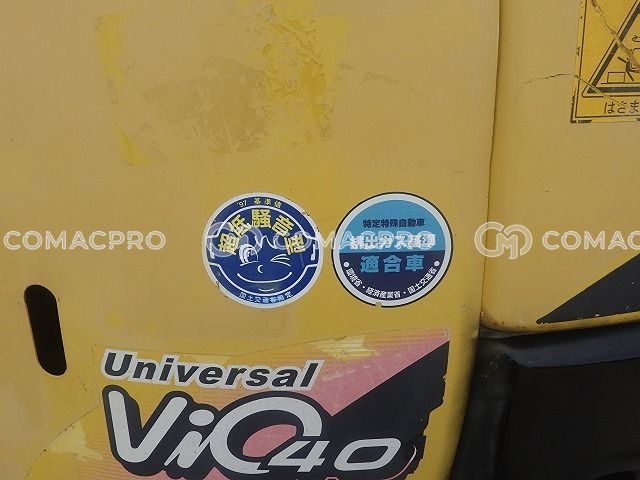 はさま
'97 基準値
超低騒音型
国土交通省指定
特定特殊自動車
排出ガス基準
適合車
・環境省・経済産業省・国土交通省・
COMACPRO
COMACPRO
COMAC
Universal
ViO40